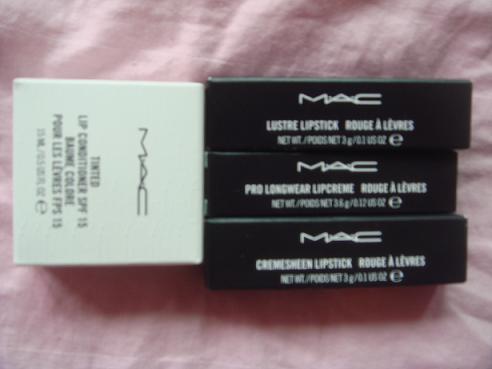 MAC
TINTED
LIP CONDITIONER SPF 15
BAUME COLORE
POUR LES LÈVRES FPS 15
15 ML/0.5 US FL OZ e
MAC
LUSTRE LIPSTICK ROUGE À LÈVRES
NET WT./POIDS NET 3 g/0.1 US OZ e
MAC
PRO LONGWEAR LIPCREME ROUGE À LÈVRES
NET WT./POIDS NET 3.6 g/0.12 US OZ e
MAC
CREMESHEEN LIPSTICK ROUGE À LÈVRES
NET WT./POIDS NET 3 g/0.1 US OZ e